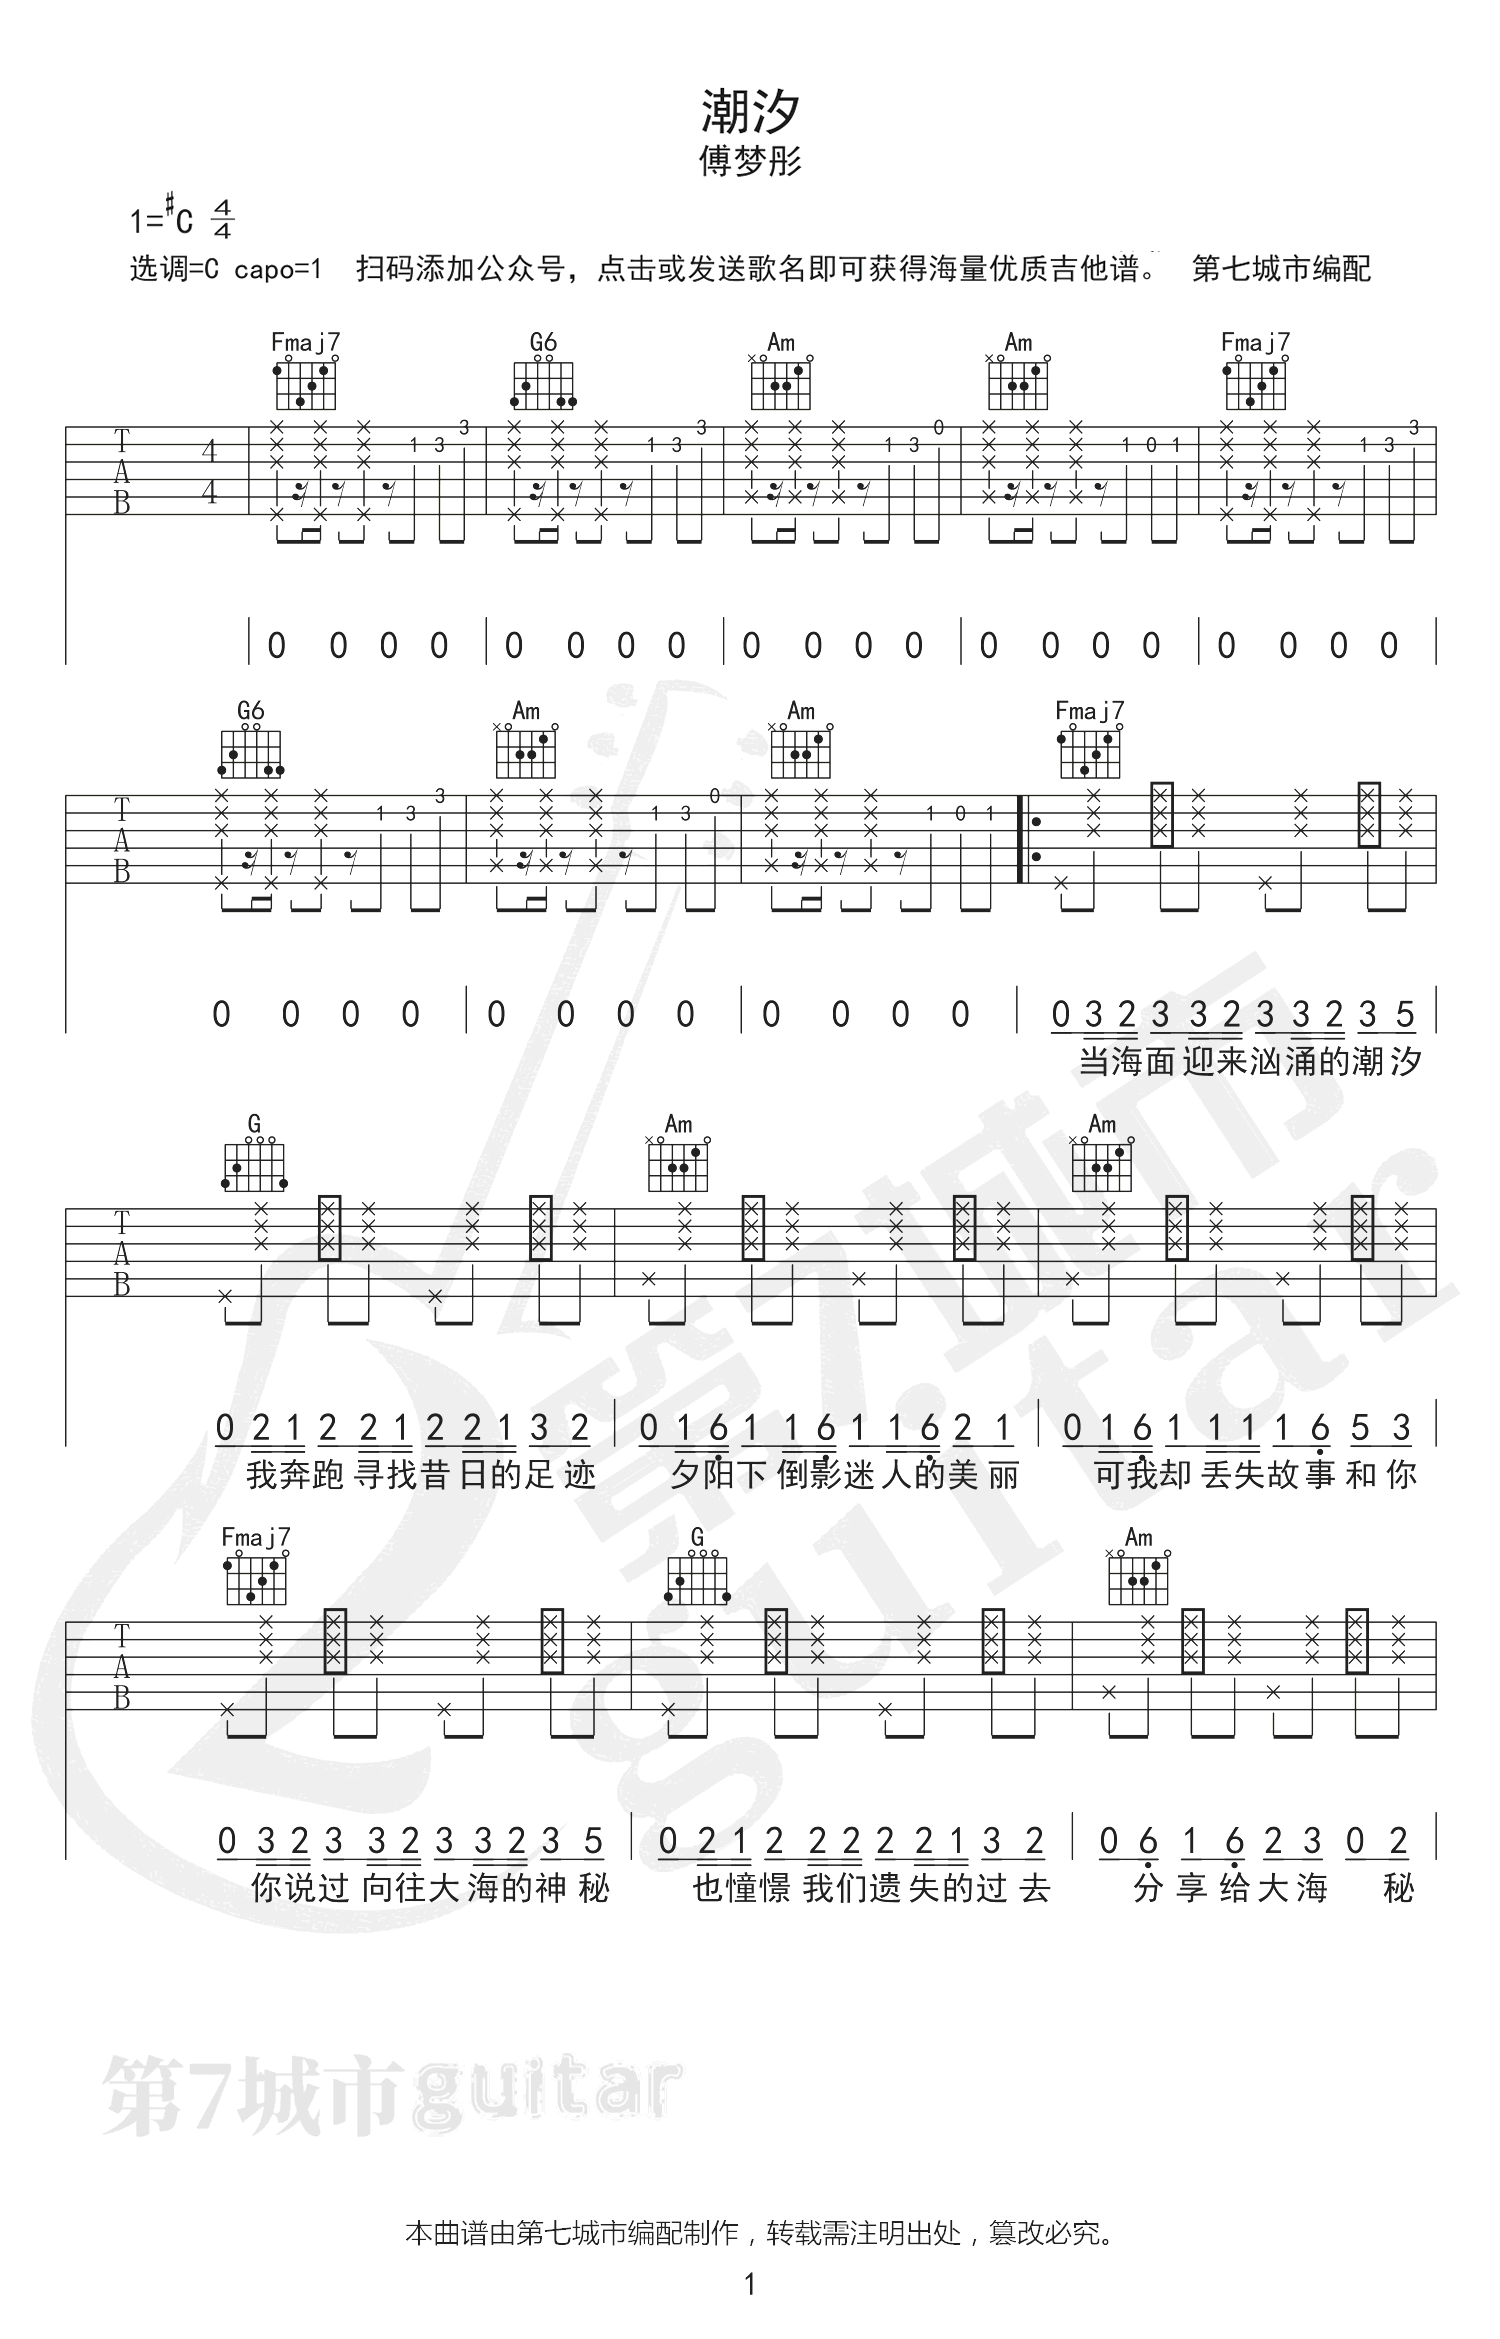 潮汐
傅梦彤
1=#C 4/4
选调=C capo=1 扫码添加公众号，点击或发送歌名即可获得海量优质吉他谱。 第七城市编配
Fmaj7 G6 Am Am Fmaj7
T A B 4 4 1 3 3 1 3 3 1 3 0 1 0 1 1 3 3
0 0 0 0 0 0 0 0 0 0 0 0 0 0 0 0 0 0 0 0
G6 Am Am Fmaj7
T A B 1 3 3 1 3 0 1 0 1
0 0 0 0 0 0 0 0 0 0 0 0 0 3 2 3 3 2 3 3 2 3 5
当海面迎来汹涌的潮汐
G Am Am
T A B
0 2 1 2 2 1 2 2 1 3 2 0 1 6 1 1 6 1 1 6 2 1 0 1 6 1 1 1 1 6 5 3
我奔跑寻找昔日的足迹 夕阳下倒影迷人的美丽 可我却丢失故事和你
Fmaj7 G Am
T A B
0 3 2 3 3 2 3 3 2 3 5 0 2 1 2 2 2 2 2 1 3 2 0 6 1 6 2 3 0 2
你说过向往大海的神秘 也憧憬我们遗失的过去 分享给大海 秘
第7城市guitar
第7城市guitar
本曲谱由第七城市编配制作，转载需注明出处，篡改必究。
1